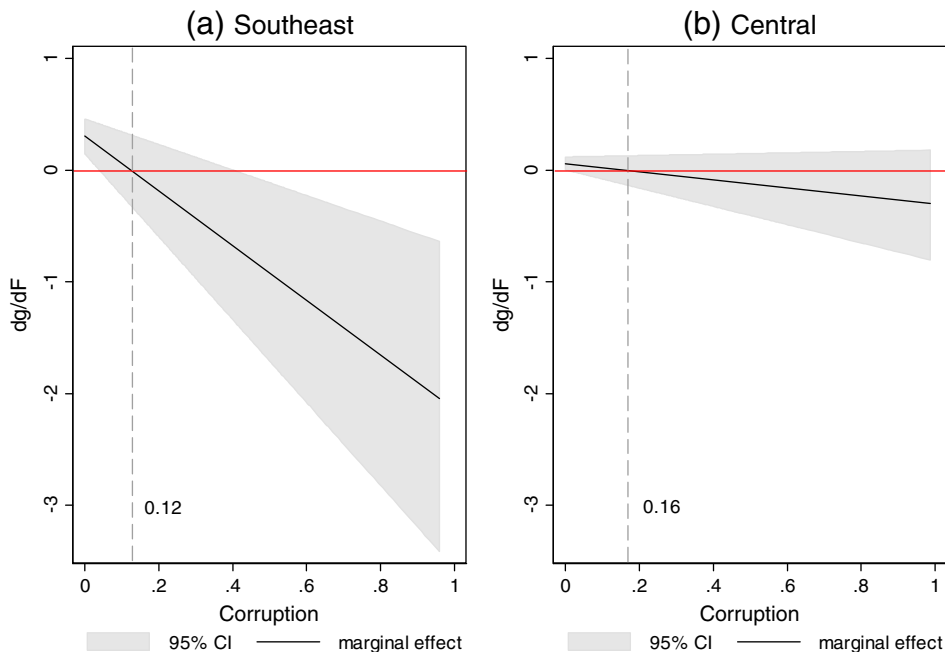 (a) Southeast
1
0
-1
-2
-3
dg/dF
0.12
0 .2 .4 .6 .8 1
Corruption
95% CI marginal effect
(b) Central
1
0
-1
-2
-3
dg/dF
0.16
0 .2 .4 .6 .8 1
Corruption
95% CI marginal effect